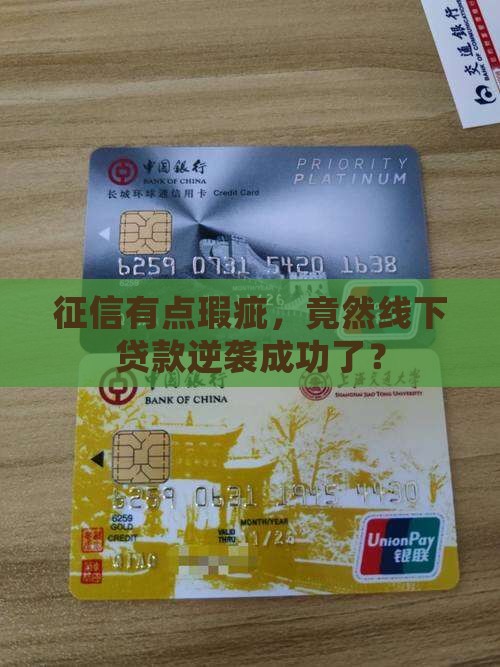 交通银行
BANK OF COMMUNICATIONS
中国银行
BANK OF CHINA
PRIORITY
PLATINUM
长城环球通信用卡 Credit Card
6259 0731 5420 1638
征信有点瑕疵，竟然线下
贷款逆袭成功了？
中国银行
BANK OF CHINA
上海交通大学
SHANGHAI JIAO TONG UNIVERSITY
6259
GOLD
CREDIT
MONTH/YEAR
VALID
THRU
UnionPay
银联